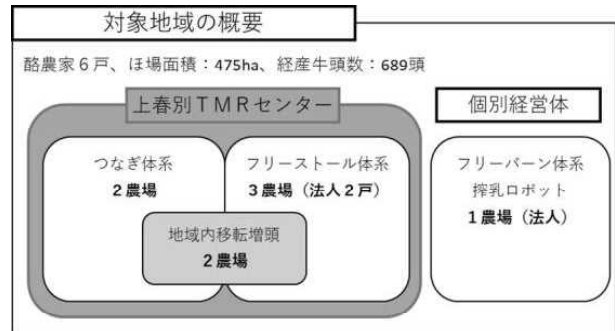 対象地域の概要
酪農家6戸、ほ場面積：475ha、経産牛頭数：689頭
上春別TMRセンター
つなぎ体系
2農場
フリーストール体系
3農場（法人2戸）
地域内移転増頭
2農場
個別経営体
フリーバーン体系
搾乳ロボット
1農場（法人）